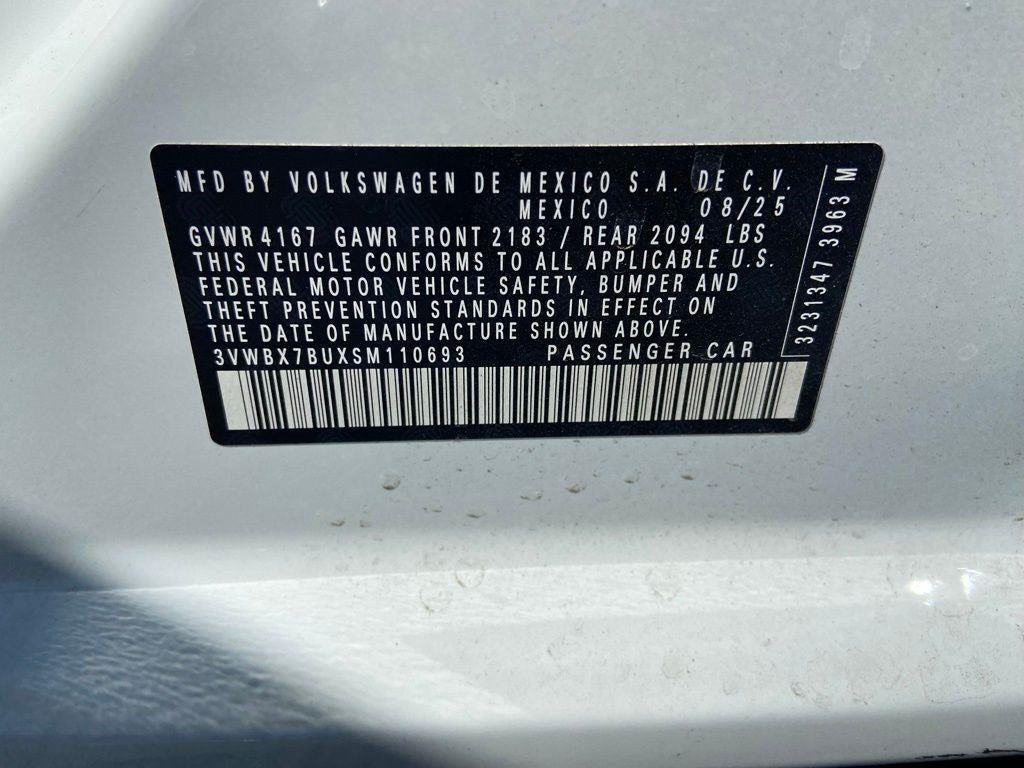 MFD BY VOLKSWAGEN DE MEXICO S.A. DE C.V.
MEXICO 08/25
GVWR 4167 GAWR FRONT 2183 / REAR 2094 LBS
THIS VEHICLE CONFORMS TO ALL APPLICABLE U.S.
FEDERAL MOTOR VEHICLE SAFETY, BUMPER AND
THEFT PREVENTION STANDARDS IN EFFECT ON
THE DATE OF MANUFACTURE SHOWN ABOVE.
3VWBX7BUXSM110693 PASSENGER CAR
3231347 3963 M